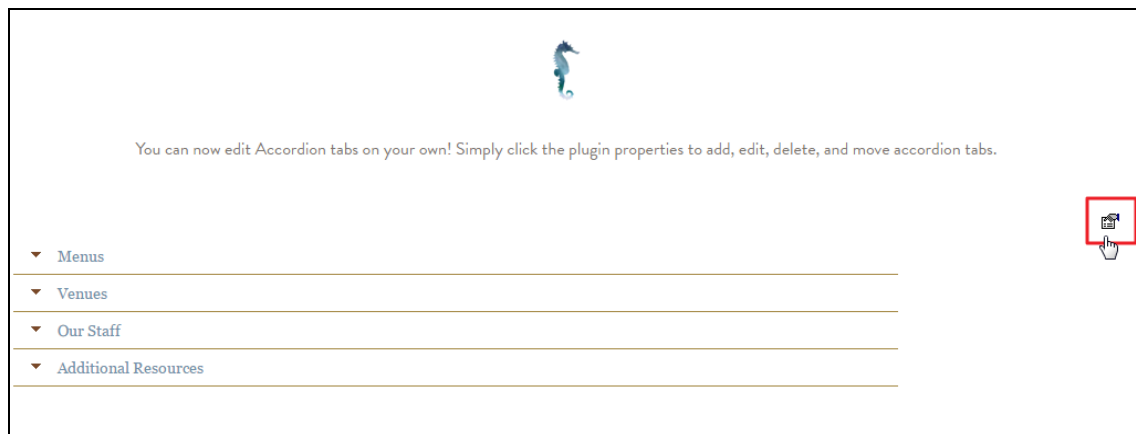 You can now edit Accordion tabs on your own! Simply click the plugin properties to add, edit, delete, and move accordion tabs.
Menus
Venues
Our Staff
Additional Resources